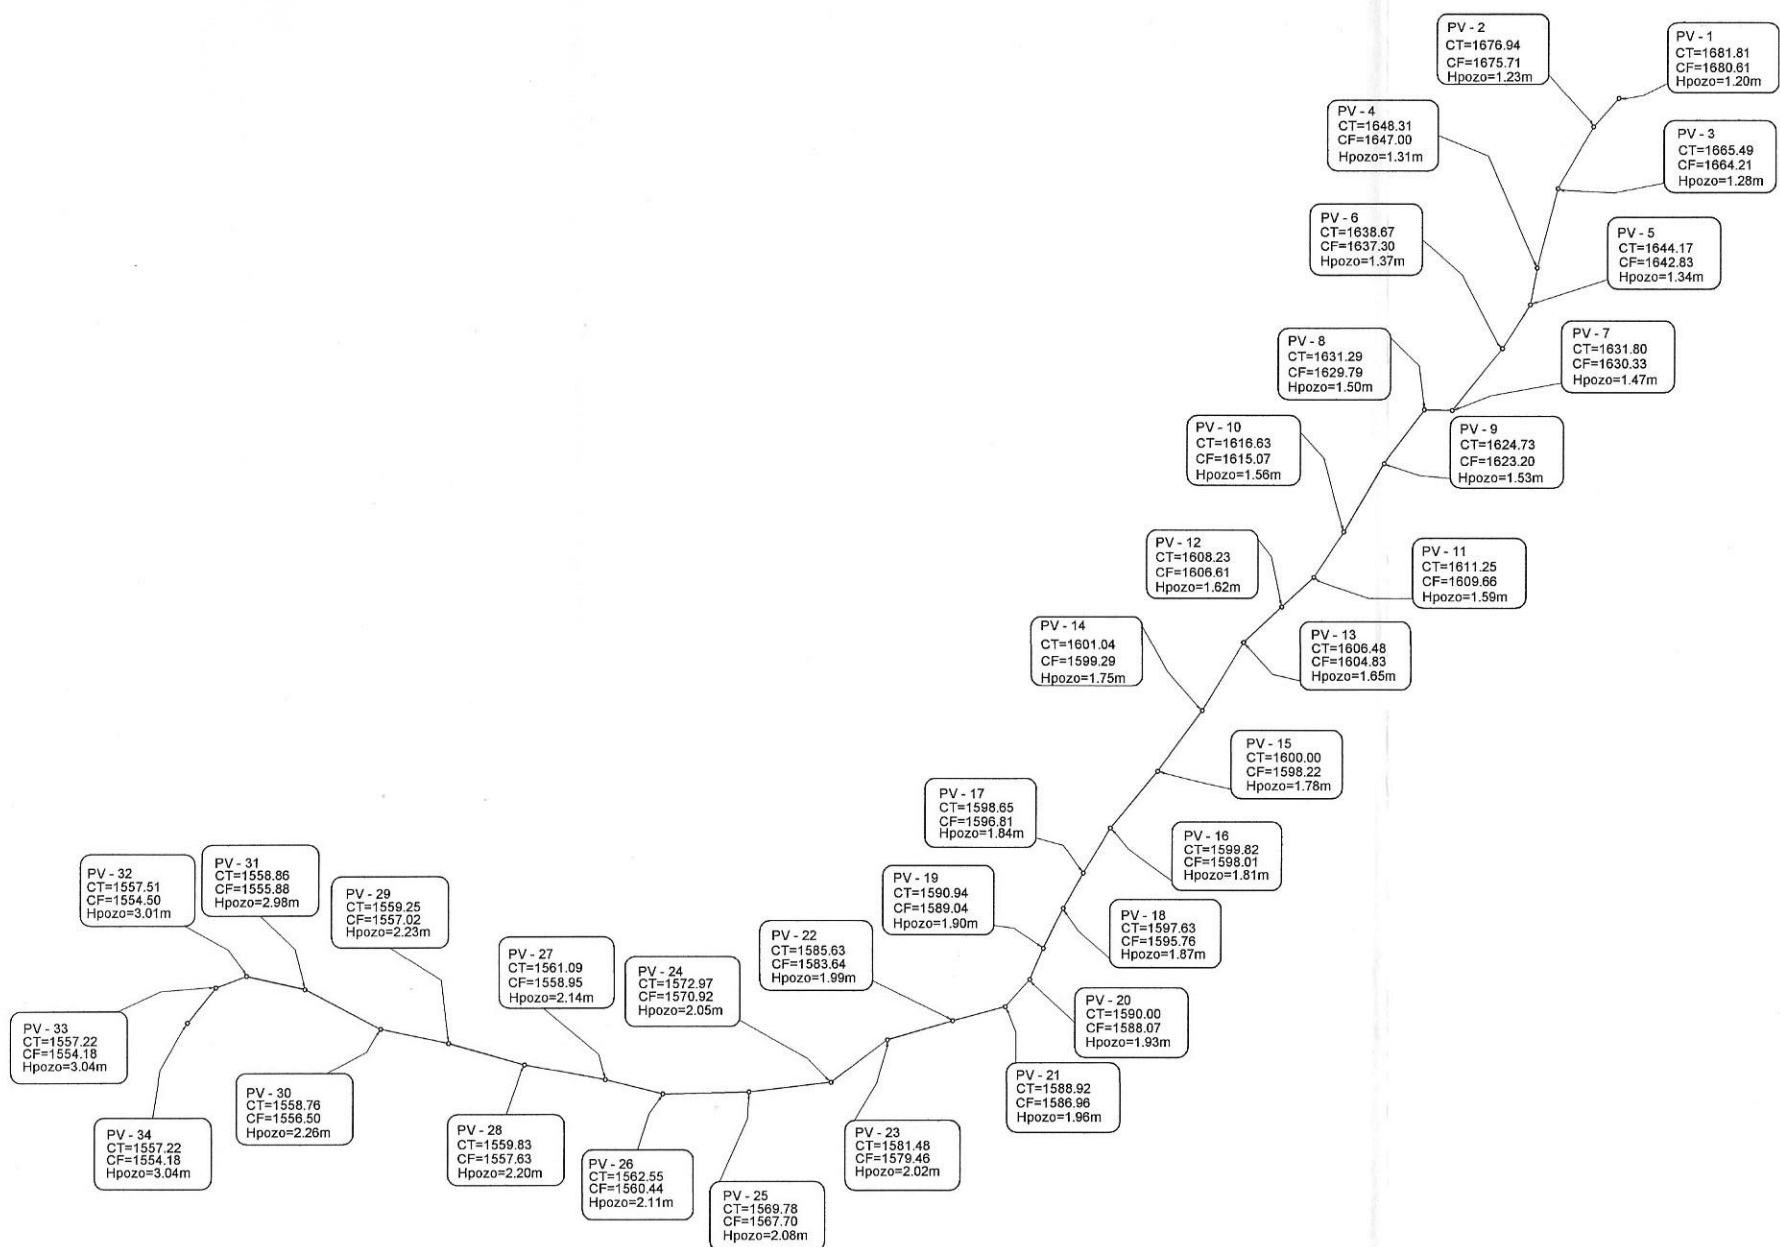 PV - 2
CT=1676.94
CF=1675.71
Hpozo=1.23m
PV - 1
CT=1681.81
CF=1680.61
Hpozo=1.20m
PV - 4
CT=1648.31
CF=1647.00
Hpozo=1.31m
PV - 3
CT=1665.49
CF=1664.21
Hpozo=1.28m
PV - 6
CT=1638.67
CF=1637.30
Hpozo=1.37m
PV - 5
CT=1644.17
CF=1642.83
Hpozo=1.34m
PV - 8
CT=1631.29
CF=1629.79
Hpozo=1.50m
PV - 7
CT=1631.80
CF=1630.33
Hpozo=1.47m
PV - 10
CT=1616.63
CF=1615.07
Hpozo=1.56m
PV - 9
CT=1624.73
CF=1623.20
Hpozo=1.53m
PV - 12
CT=1608.23
CF=1606.61
Hpozo=1.62m
PV - 11
CT=1611.25
CF=1609.66
Hpozo=1.59m
PV - 14
CT=1601.04
CF=1599.29
Hpozo=1.75m
PV - 13
CT=1606.48
CF=1604.83
Hpozo=1.65m
PV - 15
CT=1600.00
CF=1598.22
Hpozo=1.78m
PV - 17
CT=1598.65
CF=1596.81
Hpozo=1.84m
PV - 16
CT=1599.82
CF=1598.01
Hpozo=1.81m
PV - 32
CT=1557.51
CF=1554.50
Hpozo=3.01m
PV - 31
CT=1558.86
CF=1555.88
Hpozo=2.98m
PV - 29
CT=1559.25
CF=1557.02
Hpozo=2.23m
PV - 19
CT=1590.94
CF=1589.04
Hpozo=1.90m
PV - 18
CT=1597.63
CF=1595.76
Hpozo=1.87m
PV - 27
CT=1561.09
CF=1558.95
Hpozo=2.14m
PV - 24
CT=1572.97
CF=1570.92
Hpozo=2.05m
PV - 22
CT=1585.63
CF=1583.64
Hpozo=1.99m
PV - 20
CT=1590.00
CF=1588.07
Hpozo=1.93m
PV - 33
CT=1557.22
CF=1554.18
Hpozo=3.04m
PV - 30
CT=1558.76
CF=1556.50
Hpozo=2.26m
PV - 21
CT=1588.92
CF=1586.96
Hpozo=1.96m
PV - 34
CT=1557.22
CF=1554.18
Hpozo=3.04m
PV - 28
CT=1559.83
CF=1557.63
Hpozo=2.20m
PV - 23
CT=1581.48
CF=1579.46
Hpozo=2.02m
PV - 26
CT=1562.55
CF=1560.44
Hpozo=2.11m
PV - 25
CT=1569.78
CF=1567.70
Hpozo=2.08m